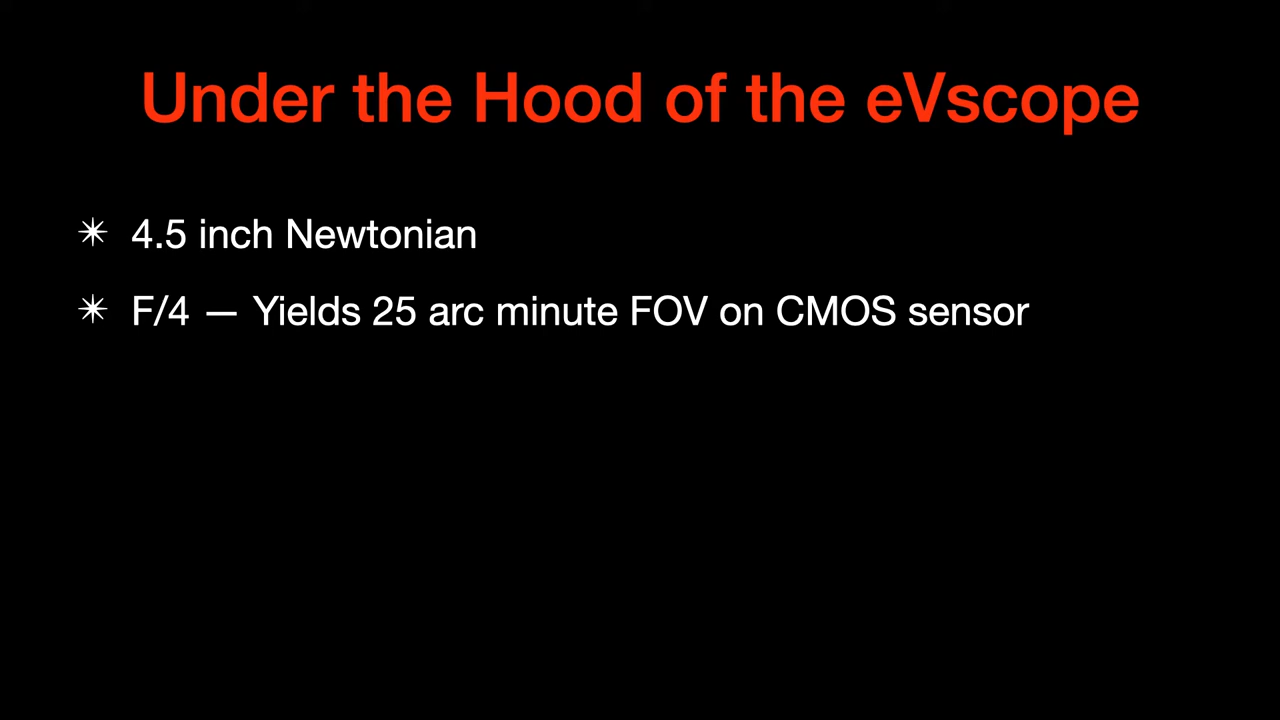 Under the Hood of the eVscope
✴ 4.5 inch Newtonian
✴ F/4 — Yields 25 arc minute FOV on CMOS sensor